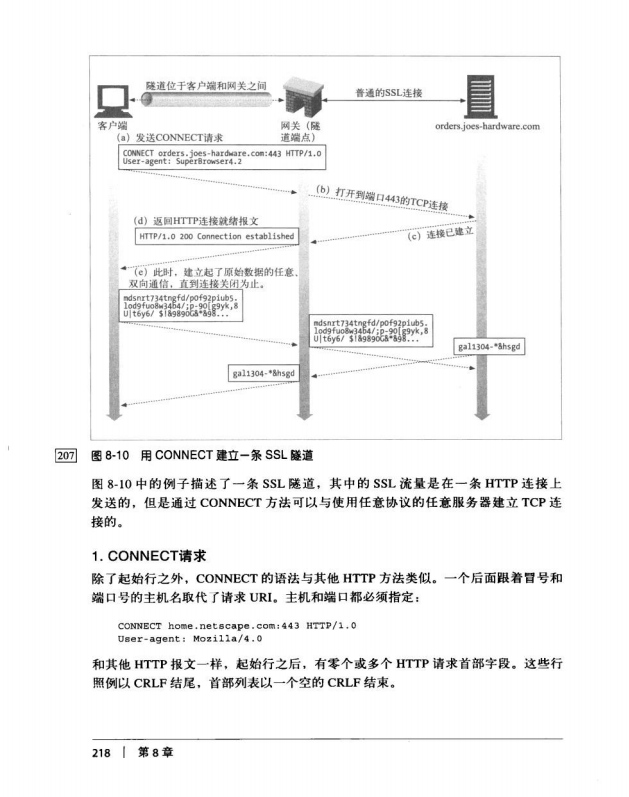 隧道位于客户端和网关之间
普通的SSL连接
客户端
网关（隧
道端点）
orders.joes-hardware.com
（a）发送CONNECT请求
CONNECT orders.joes-hardware.com:443 HTTP/1.0
User-agent: SuperBrowser4.2
（b）打开到端口443的TCP连接
（d）返回HTTP连接就绪报文
HTTP/1.0 200 Connection established
（c）连接已建立
（e）此时，建立起了原始数据的任意、
双向通信，直到连接关闭为止。
mdsnrt734tngfd/p0f92piub5.
lod9fuo8w34b4/;p-90[g9yk,8
U|t6y6/ $!&9890G&*&98...
mdsnrt734tngfd/p0f92piub5.
lod9fuo8w34b4/;p-90[g9yk,8
U|t6y6/ $!&9890G&*&98...
gal1304-*&hsgd
gal1304-*&hsgd
207 图 8-10 用 CONNECT 建立一条 SSL 隧道
图 8-10 中的例子描述了一条 SSL 隧道，其中的 SSL 流量是在一条 HTTP 连接上
发送的，但是通过 CONNECT 方法可以与使用任意协议的任意服务器建立 TCP 连
接的。
1. CONNECT请求
除了起始行之外，CONNECT 的语法与其他 HTTP 方法类似。一个后面跟着冒号和
端口号的主机名取代了请求 URI。主机和端口都必须指定：
CONNECT home.netscape.com:443 HTTP/1.0
User-agent: Mozilla/4.0
和其他 HTTP 报文一样，起始行之后，有零个或多个 HTTP 请求首部字段。这些行
照例以 CRLF 结尾，首部列表以一个空的 CRLF 结束。
218 | 第 8 章